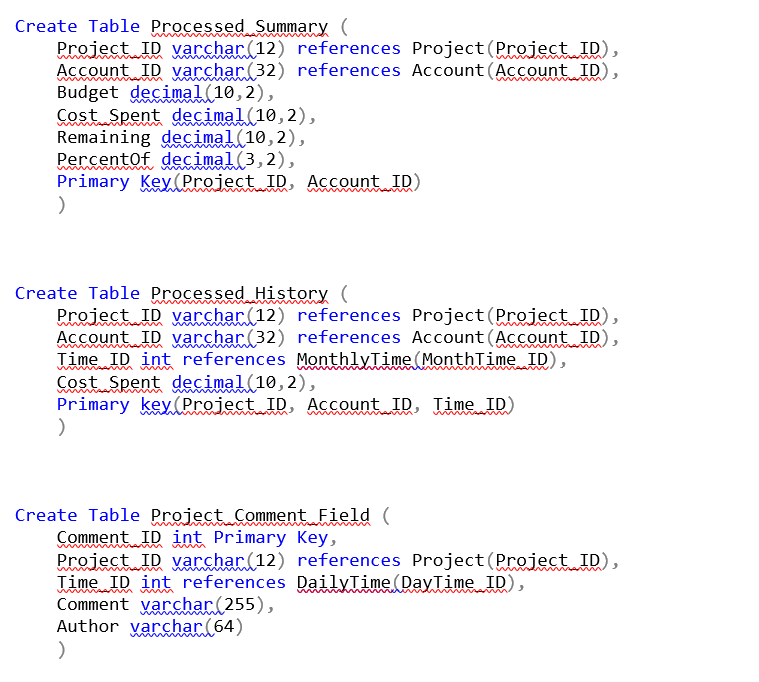 Create Table Processed_Summary (
Project_ID varchar(12) references Project(Project_ID),
Account_ID varchar(32) references Account(Account_ID),
Budget decimal(10,2),
Cost_Spent decimal(10,2),
Remaining decimal(10,2),
PercentOf decimal(3,2),
Primary Key(Project_ID, Account_ID)
)
Create Table Processed_History (
Project_ID varchar(12) references Project(Project_ID),
Account_ID varchar(32) references Account(Account_ID),
Time_ID int references MonthlyTime(MonthTime_ID),
Cost_Spent decimal(10,2),
Primary key(Project_ID, Account_ID, Time_ID)
)
Create Table Project_Comment_Field (
Comment_ID int Primary Key,
Project_ID varchar(12) references Project(Project_ID),
Time_ID int references DailyTime(DayTime_ID),
Comment varchar(255),
Author varchar(64)
)